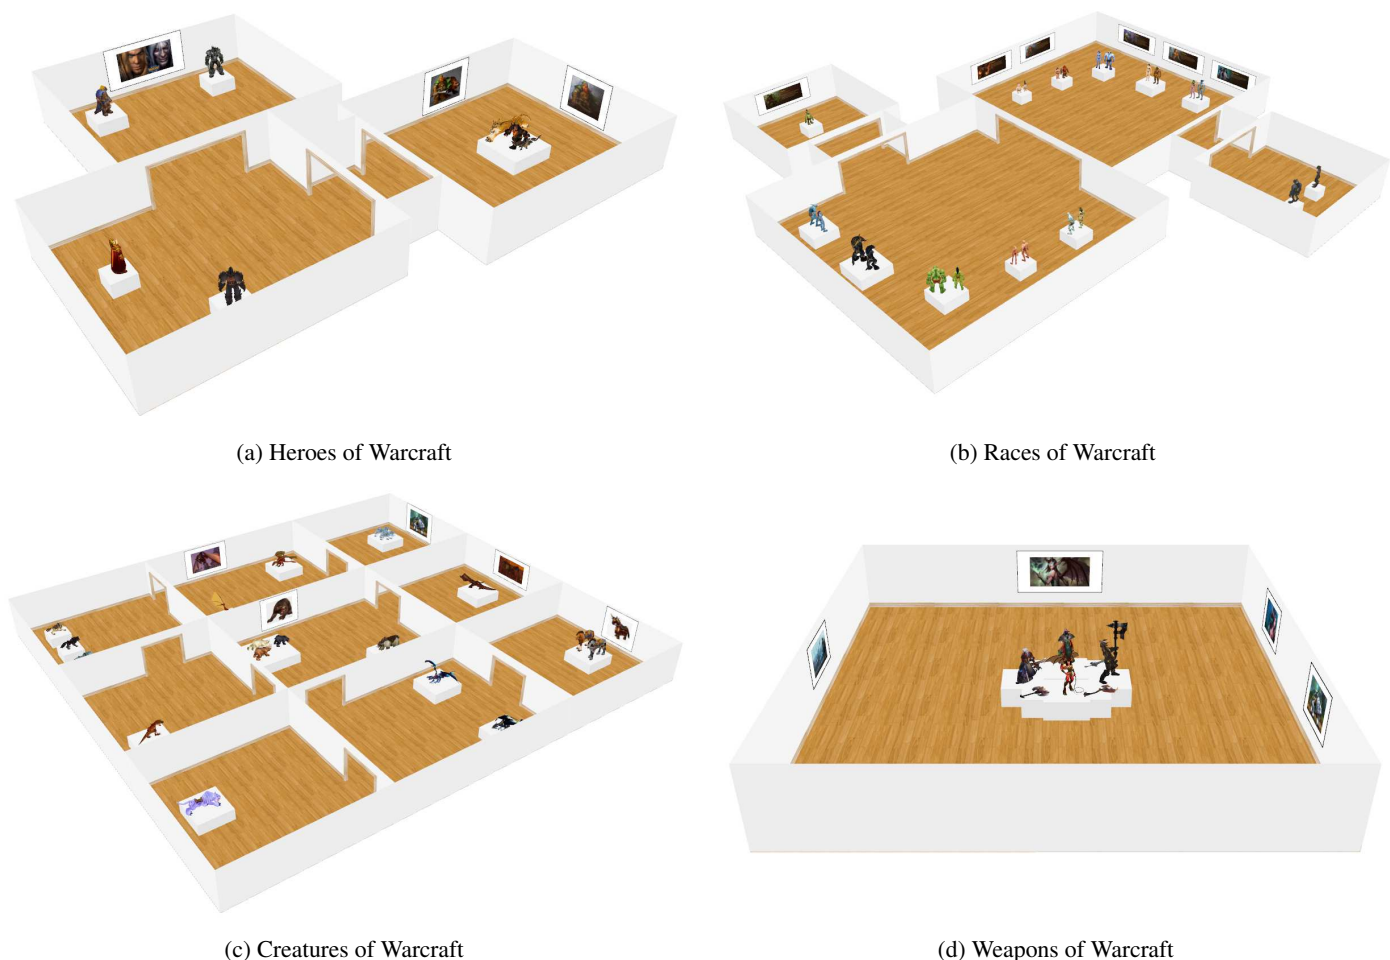 (a) Heroes of Warcraft
(b) Races of Warcraft
(c) Creatures of Warcraft
(d) Weapons of Warcraft